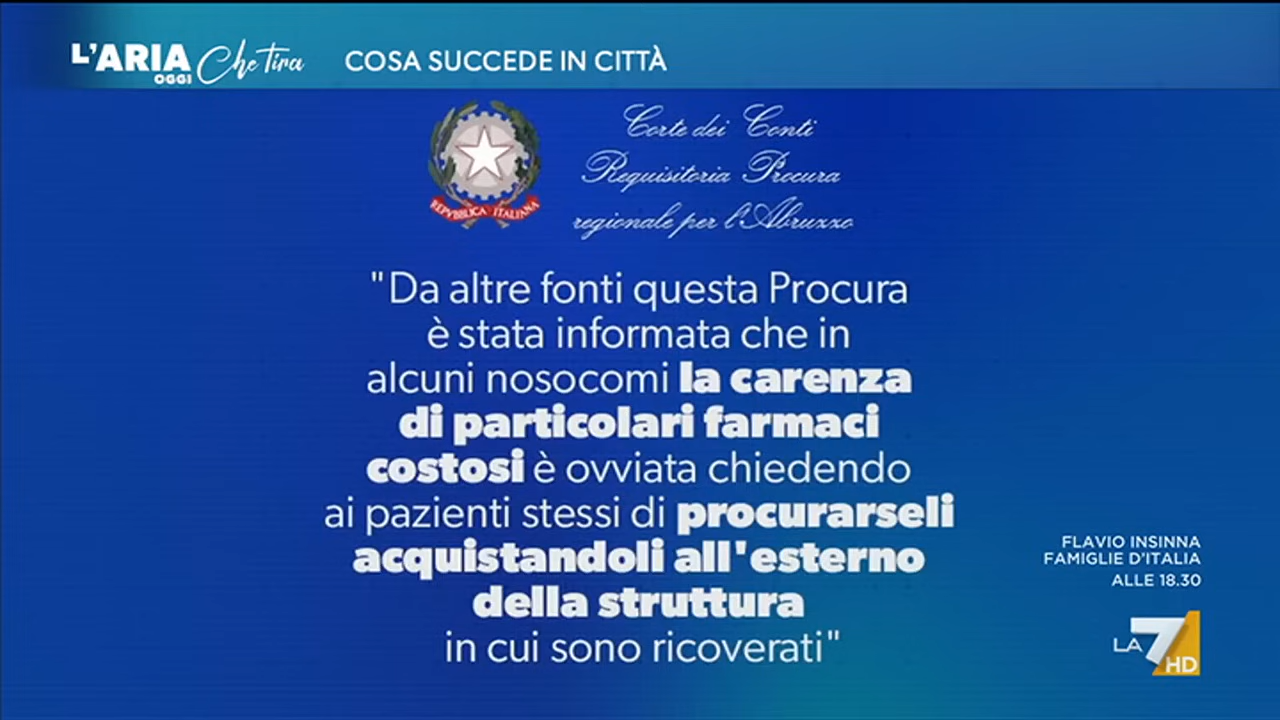 L'ARIA Che tira
OGGI
COSA SUCCEDE IN CITTÀ
REPVBBLICA ITALIANA
Corte dei Conti
Requisitoria Procura
regionale per l'Abruzzo
"Da altre fonti questa Procura
è stata informata che in
alcuni nosocomi la carenza
di particolari farmaci
costosi è ovviata chiedendo
ai pazienti stessi di procurarseli
acquistandoli all'esterno
della struttura
in cui sono ricoverati"
FLAVIO INSINNA
FAMIGLIE D'ITALIA
ALLE 18.30
LA 7 HD